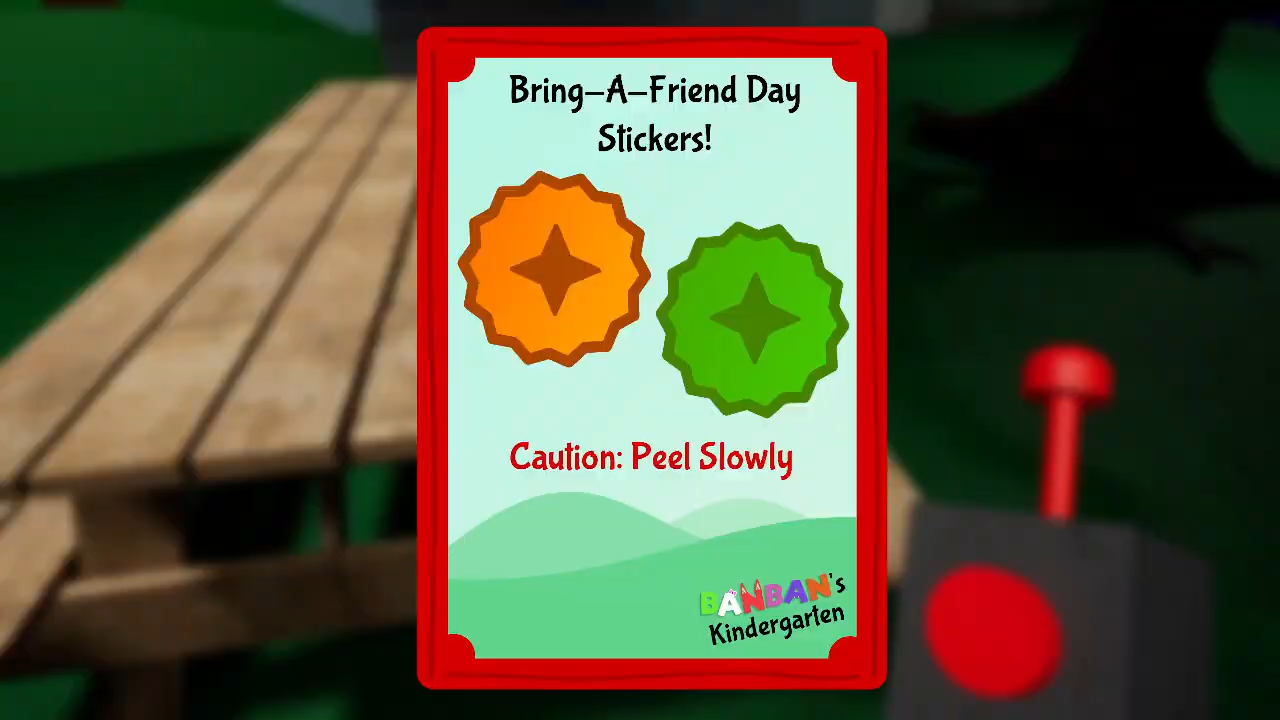 Bring-A-Friend Day
Stickers!
Caution: Peel Slowly
BANBAN's
Kindergarten